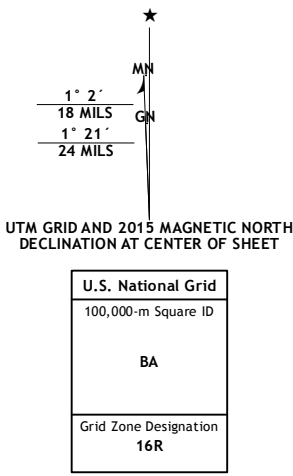 MN
1° 2´
18 MILS
GN
1° 21´
24 MILS
UTM GRID AND 2015 MAGNETIC NORTH
DECLINATION AT CENTER OF SHEET
U.S. National Grid
100,000-m Square ID
BA
Grid Zone Designation
16R